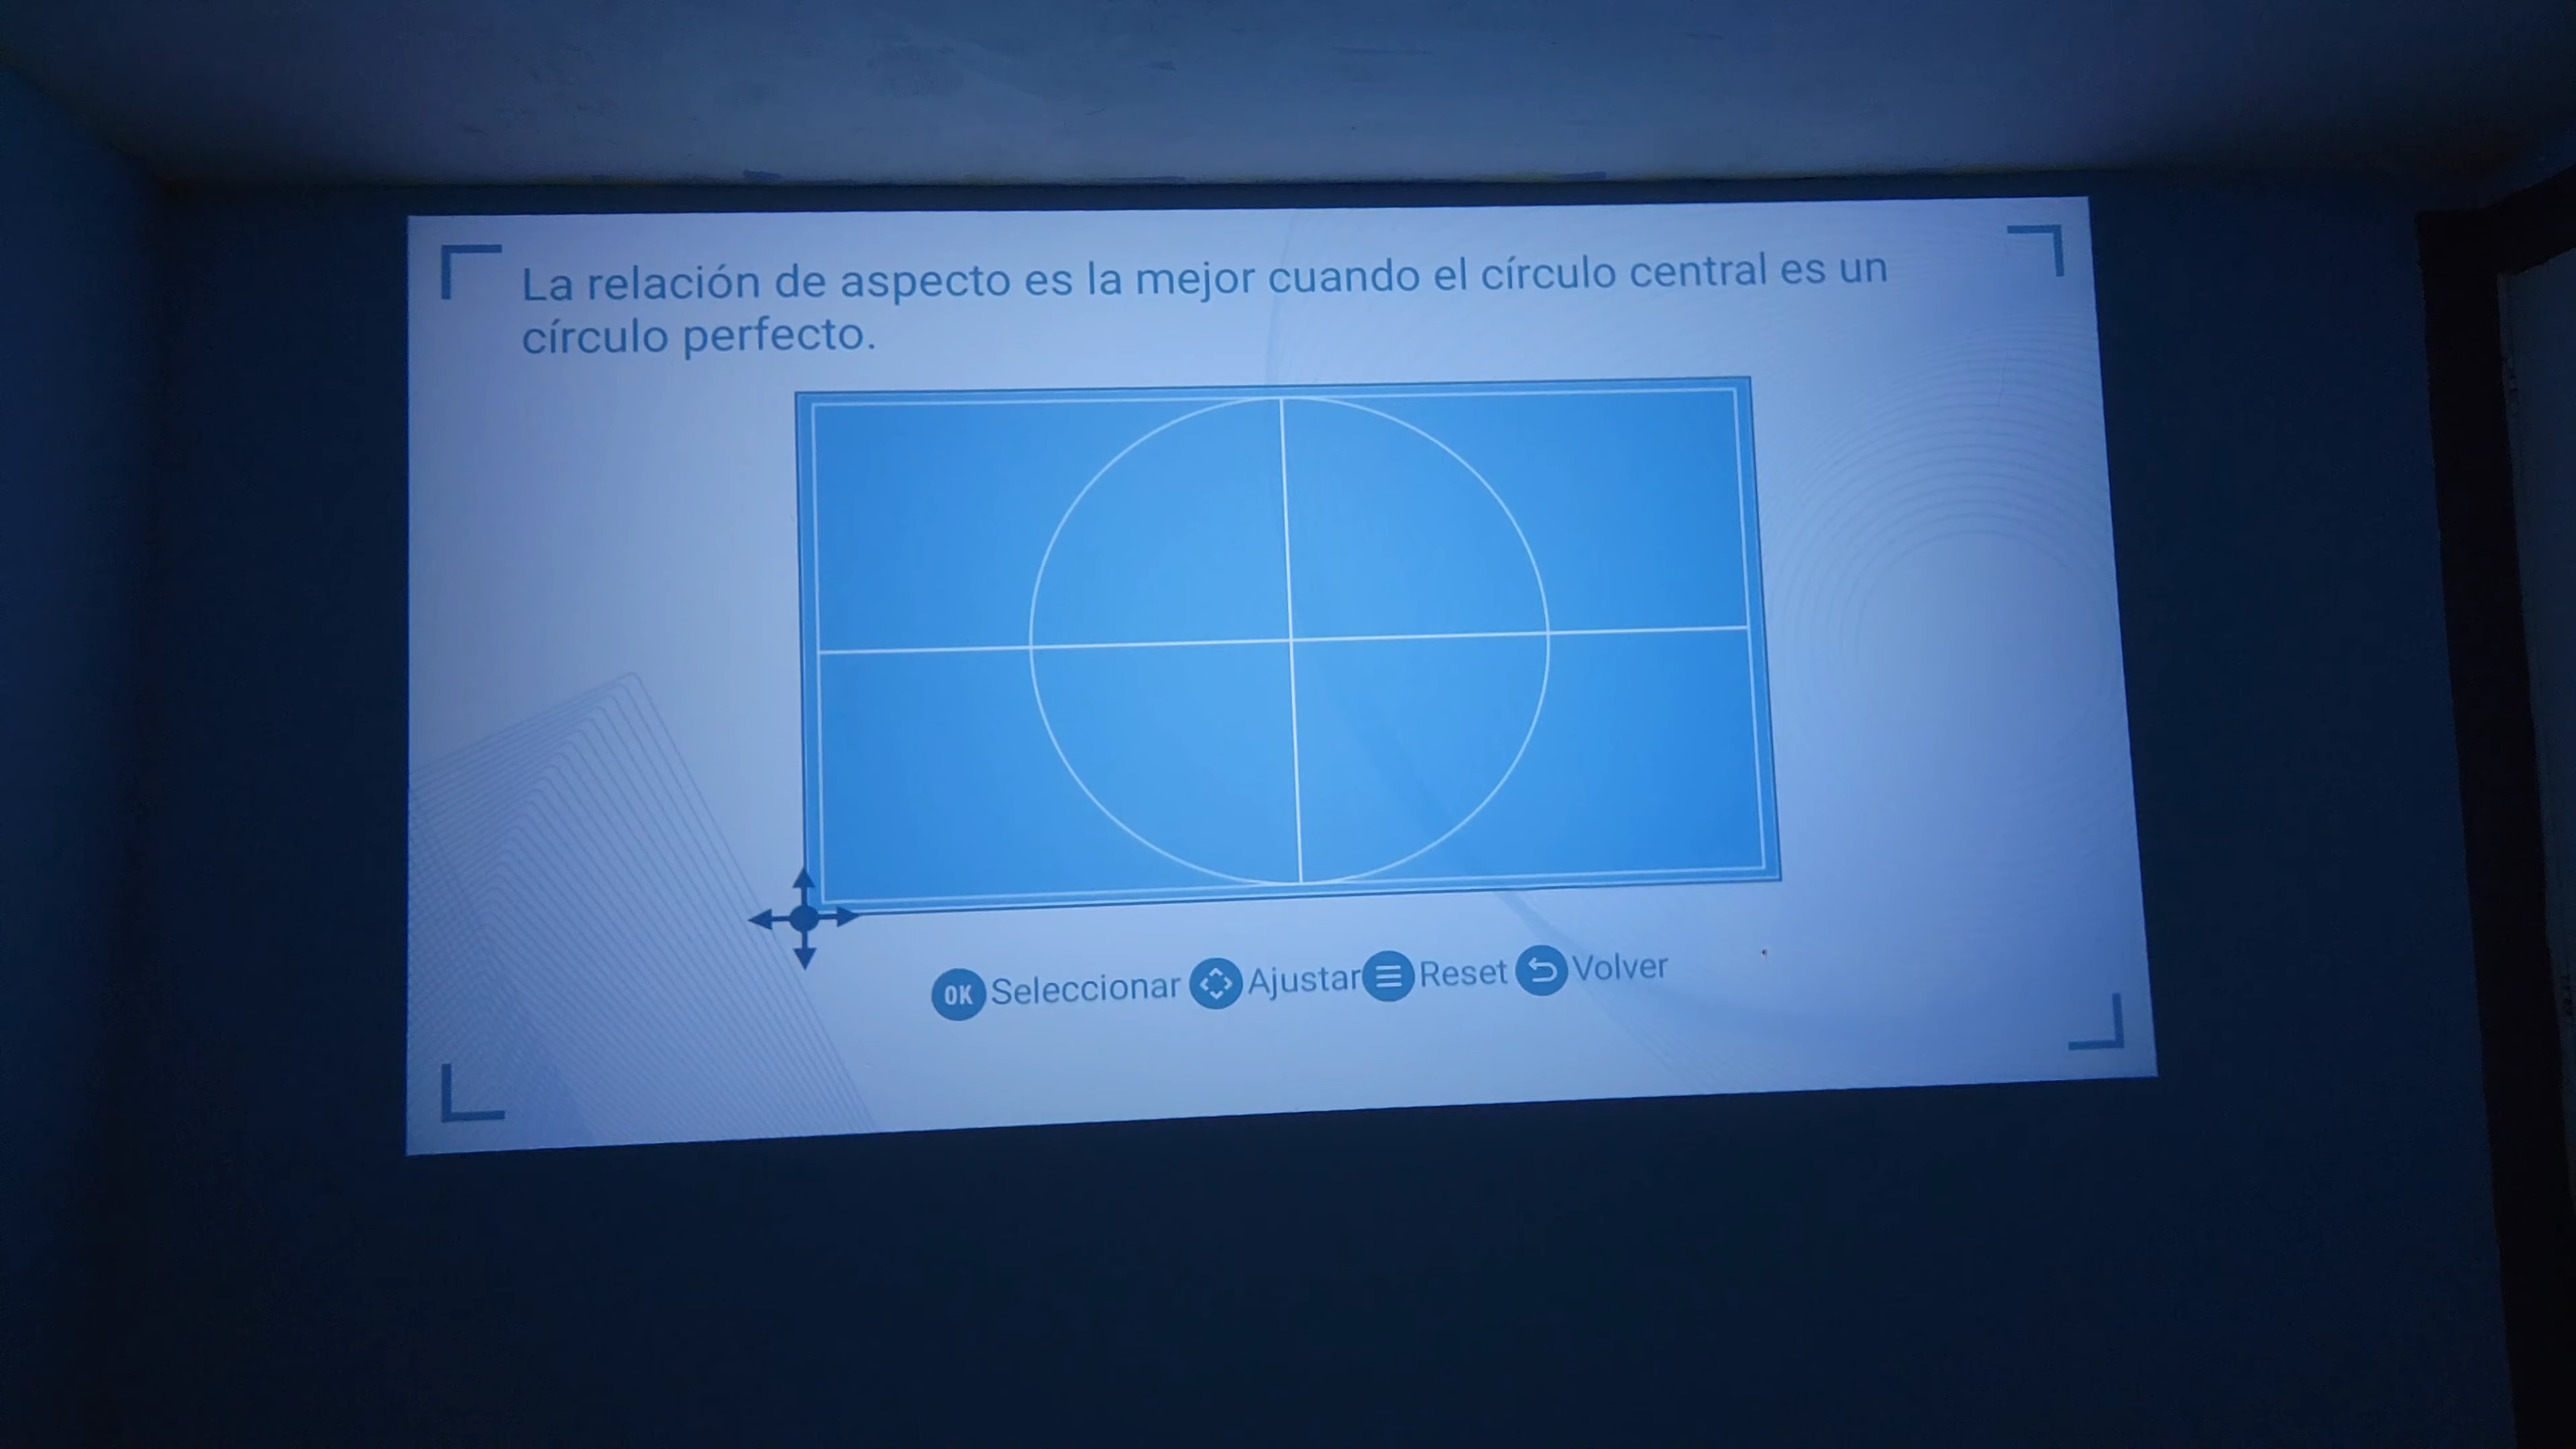 La relación de aspecto es la mejor cuando el círculo central es un
círculo perfecto.
OK Seleccionar Ajustar Reset Volver